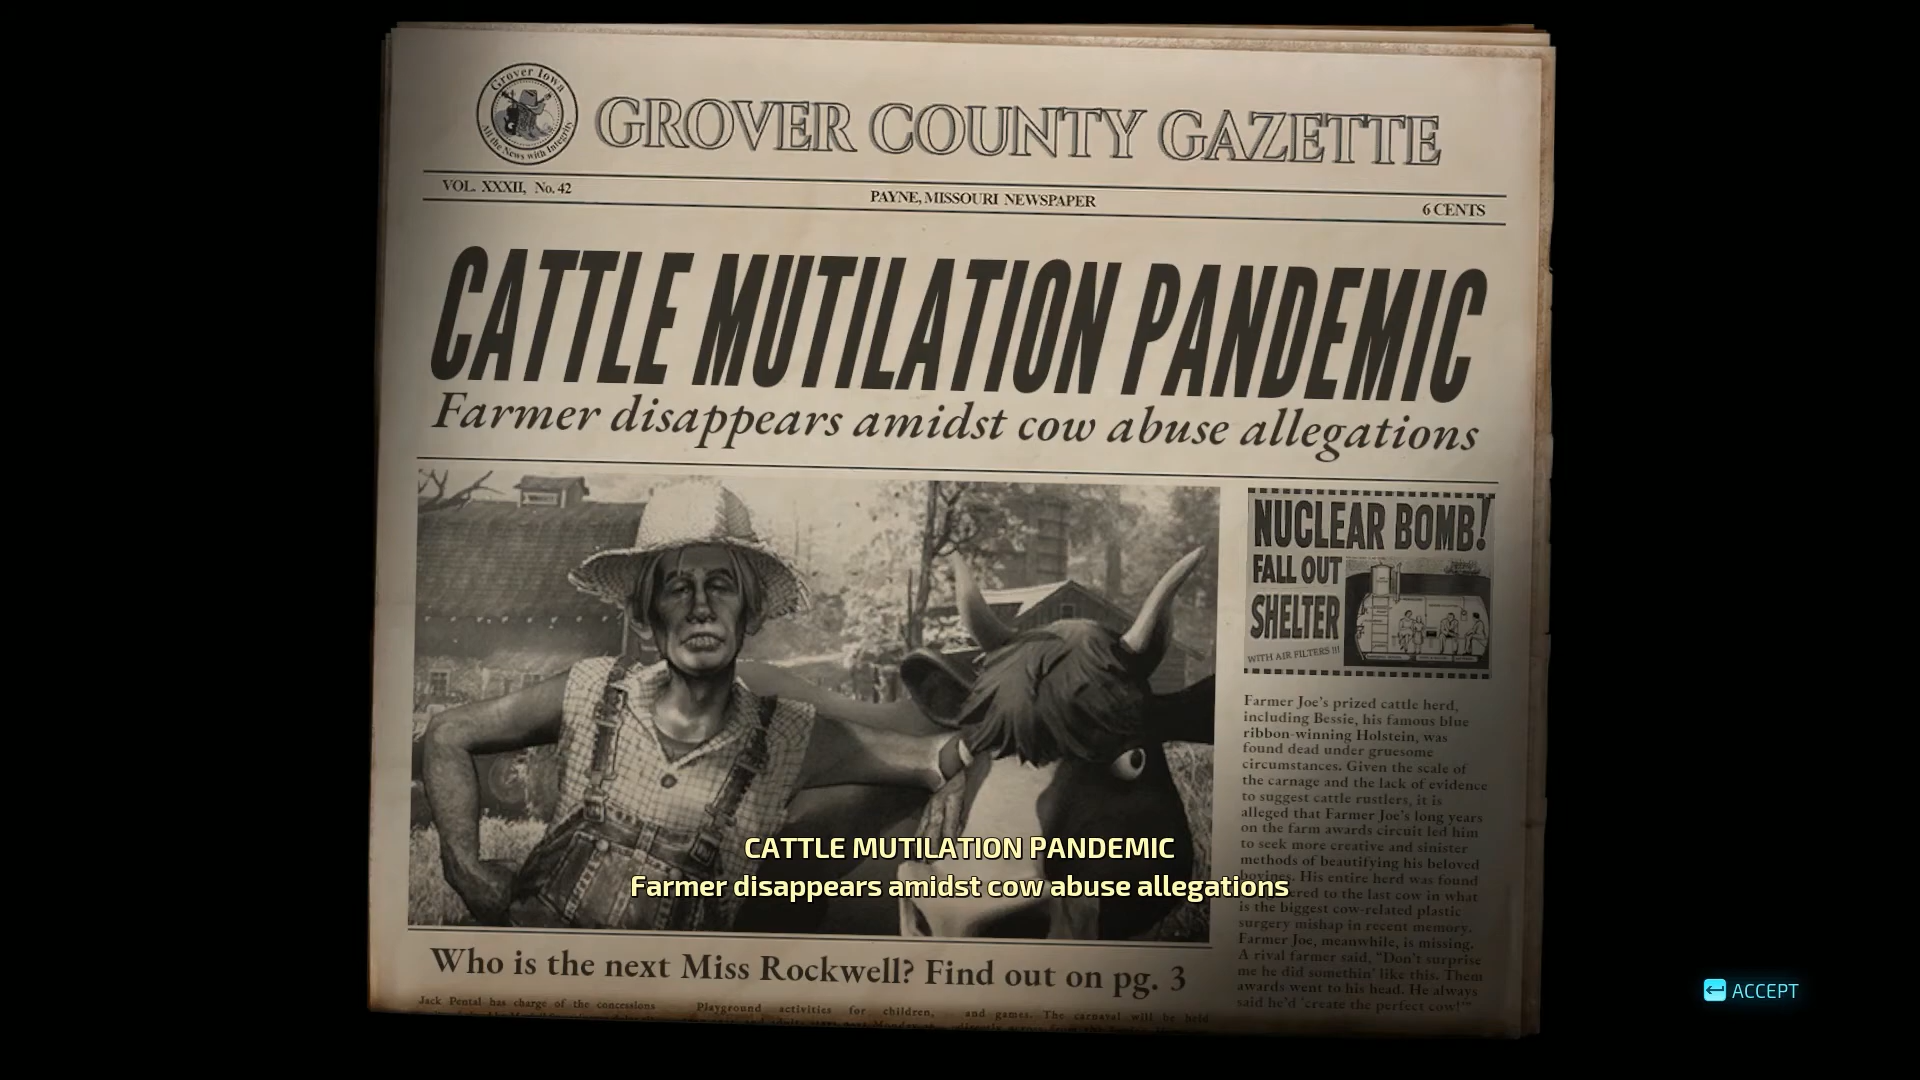 Grover Iowa
All the News with Integrity
GROVER COUNTY GAZETTE
VOL. XXXII, No. 42
PAYNE, MISSOURI NEWSPAPER
6 CENTS
CATTLE MUTILATION PANDEMIC
Farmer disappears amidst cow abuse allegations
NUCLEAR BOMB!
FALL OUT
SHELTER
WITH AIR FILTERS !!!
Farmer Joe's prized cattle herd,
including Bessie, his famous blue
ribbon-winning Holstein, was
found dead under gruesome
circumstances. Given the scale of
the carnage and the lack of evidence
to suggest cattle rustlers, it is
alleged that Farmer Joe's long years
on the farm awards circuit led him
to seek more creative and sinister
methods of beautifying his beloved
bovines. His entire herd was found
to the last cow in what
is the biggest cow-related plastic
surgery mishap in recent memory.
Farmer Joe, meanwhile, is missing.
A rival farmer said, "Don't surprise
me he did somethin' like this. Them
awards went to his head. He always
said he'd 'create the perfect cow!'"
CATTLE MUTILATION PANDEMIC
Farmer disappears amidst cow abuse allegations
Who is the next Miss Rockwell? Find out on pg. 3
Jack Pental has charge of the concessions
Playground activities for children,
and games. The carnaval will be held
ACCEPT